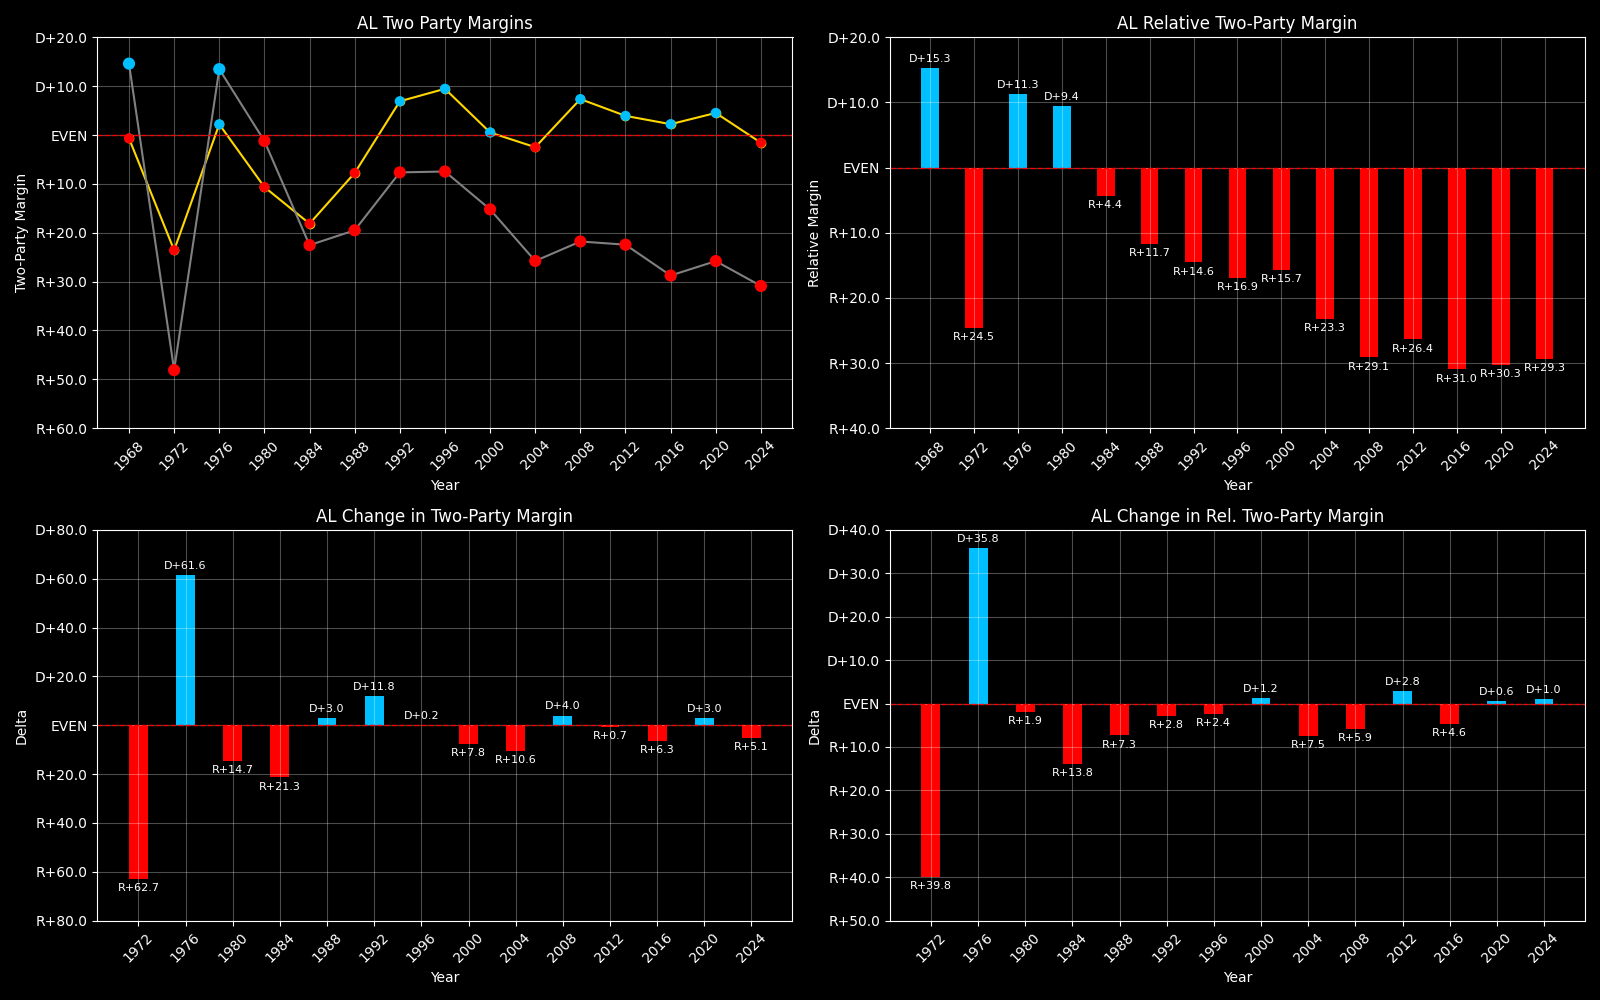 AL Two Party Margins
D+20.0
D+10.0
EVEN
R+10.0
R+20.0
R+30.0
R+40.0
R+50.0
R+60.0
Two-Party Margin
1968 1972 1976 1980 1984 1988 1992 1996 2000 2004 2008 2012 2016 2020 2024
Year
AL Relative Two-Party Margin
D+20.0
D+10.0
EVEN
R+10.0
R+20.0
R+30.0
R+40.0
Relative Margin
D+15.3
R+24.5
D+11.3
D+9.4
R+4.4
R+11.7
R+14.6
R+16.9
R+15.7
R+23.3
R+29.1
R+26.4
R+31.0
R+30.3
R+29.3
1968 1972 1976 1980 1984 1988 1992 1996 2000 2004 2008 2012 2016 2020 2024
Year
AL Change in Two-Party Margin
D+80.0
D+60.0
D+40.0
D+20.0
EVEN
R+20.0
R+40.0
R+60.0
R+80.0
Delta
R+62.7
D+61.6
R+14.7
R+21.3
D+3.0
D+11.8
D+0.2
R+7.8
R+10.6
D+4.0
R+0.7
R+6.3
D+3.0
R+5.1
1972 1976 1980 1984 1988 1992 1996 2000 2004 2008 2012 2016 2020 2024
Year
AL Change in Rel. Two-Party Margin
D+40.0
D+30.0
D+20.0
D+10.0
EVEN
R+10.0
R+20.0
R+30.0
R+40.0
R+50.0
Delta
R+39.8
D+35.8
R+1.9
R+13.8
R+7.3
R+2.8
R+2.4
D+1.2
R+7.5
R+5.9
D+2.8
R+4.6
D+0.6
D+1.0
1972 1976 1980 1984 1988 1992 1996 2000 2004 2008 2012 2016 2020 2024
Year